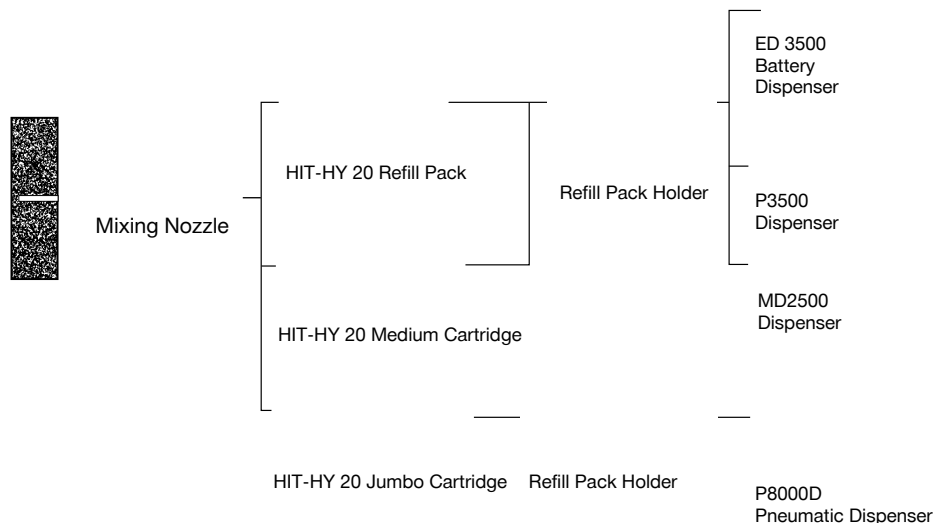 ED 3500
Battery
Dispenser
HIT-HY 20 Refill Pack
Refill Pack Holder
P3500
Dispenser
Mixing Nozzle
MD2500
Dispenser
HIT-HY 20 Medium Cartridge
HIT-HY 20 Jumbo Cartridge
Refill Pack Holder
P8000D
Pneumatic Dispenser